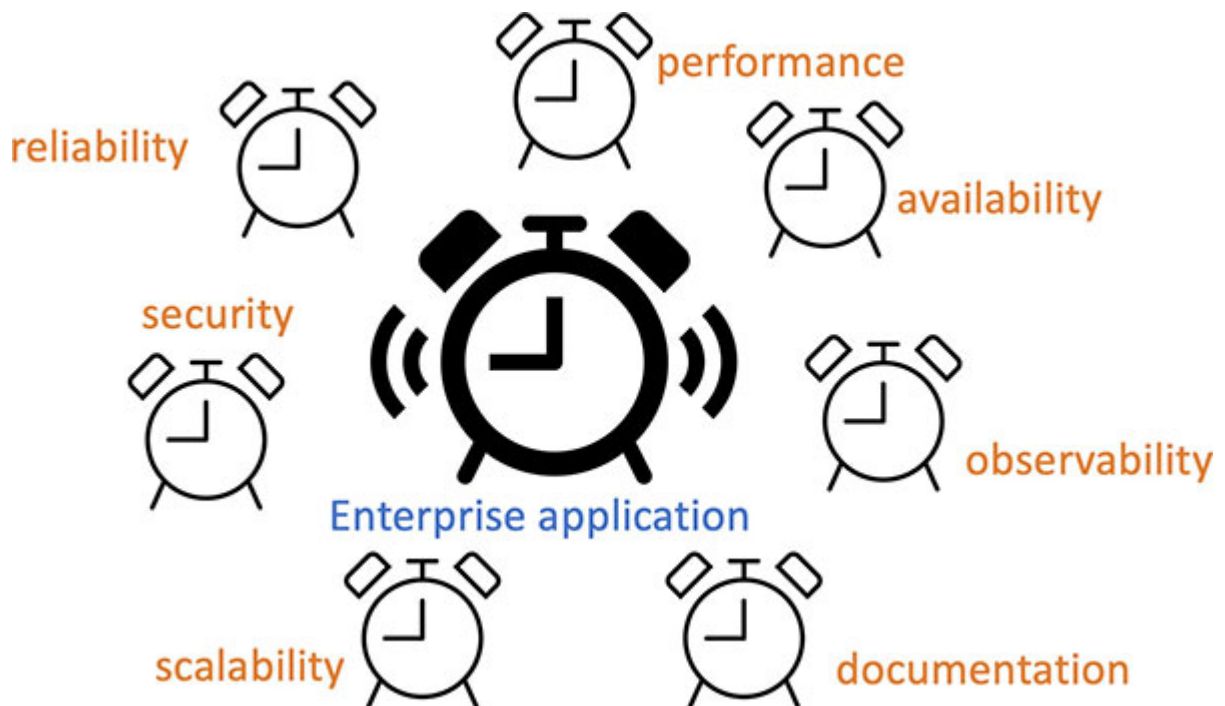 performance
reliability
availability
security
observability
Enterprise application
scalability
documentation